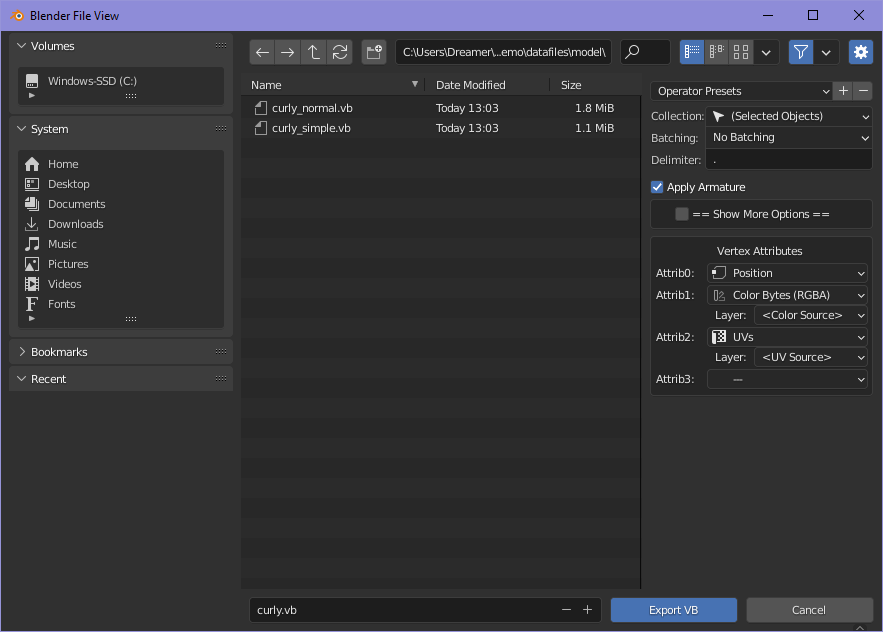 Blender File View
Volumes
Windows-SSD (C:)
System
Home
Desktop
Documents
Downloads
Music
Pictures
Videos
Fonts
Bookmarks
Recent
C:\Users\Dreamer\...emo\datafiles\model\
Name Date Modified Size
curly_normal.vb Today 13:03 1.8 MiB
curly_simple.vb Today 13:03 1.1 MiB
Operator Presets
Collection: (Selected Objects)
Batching: No Batching
Delimiter: .
Apply Armature
== Show More Options ==
Vertex Attributes
Attrib0: Position
Attrib1: Color Bytes (RGBA)
Layer: <Color Source>
Attrib2: UVs
Layer: <UV Source>
Attrib3: —
curly.vb
Export VB
Cancel